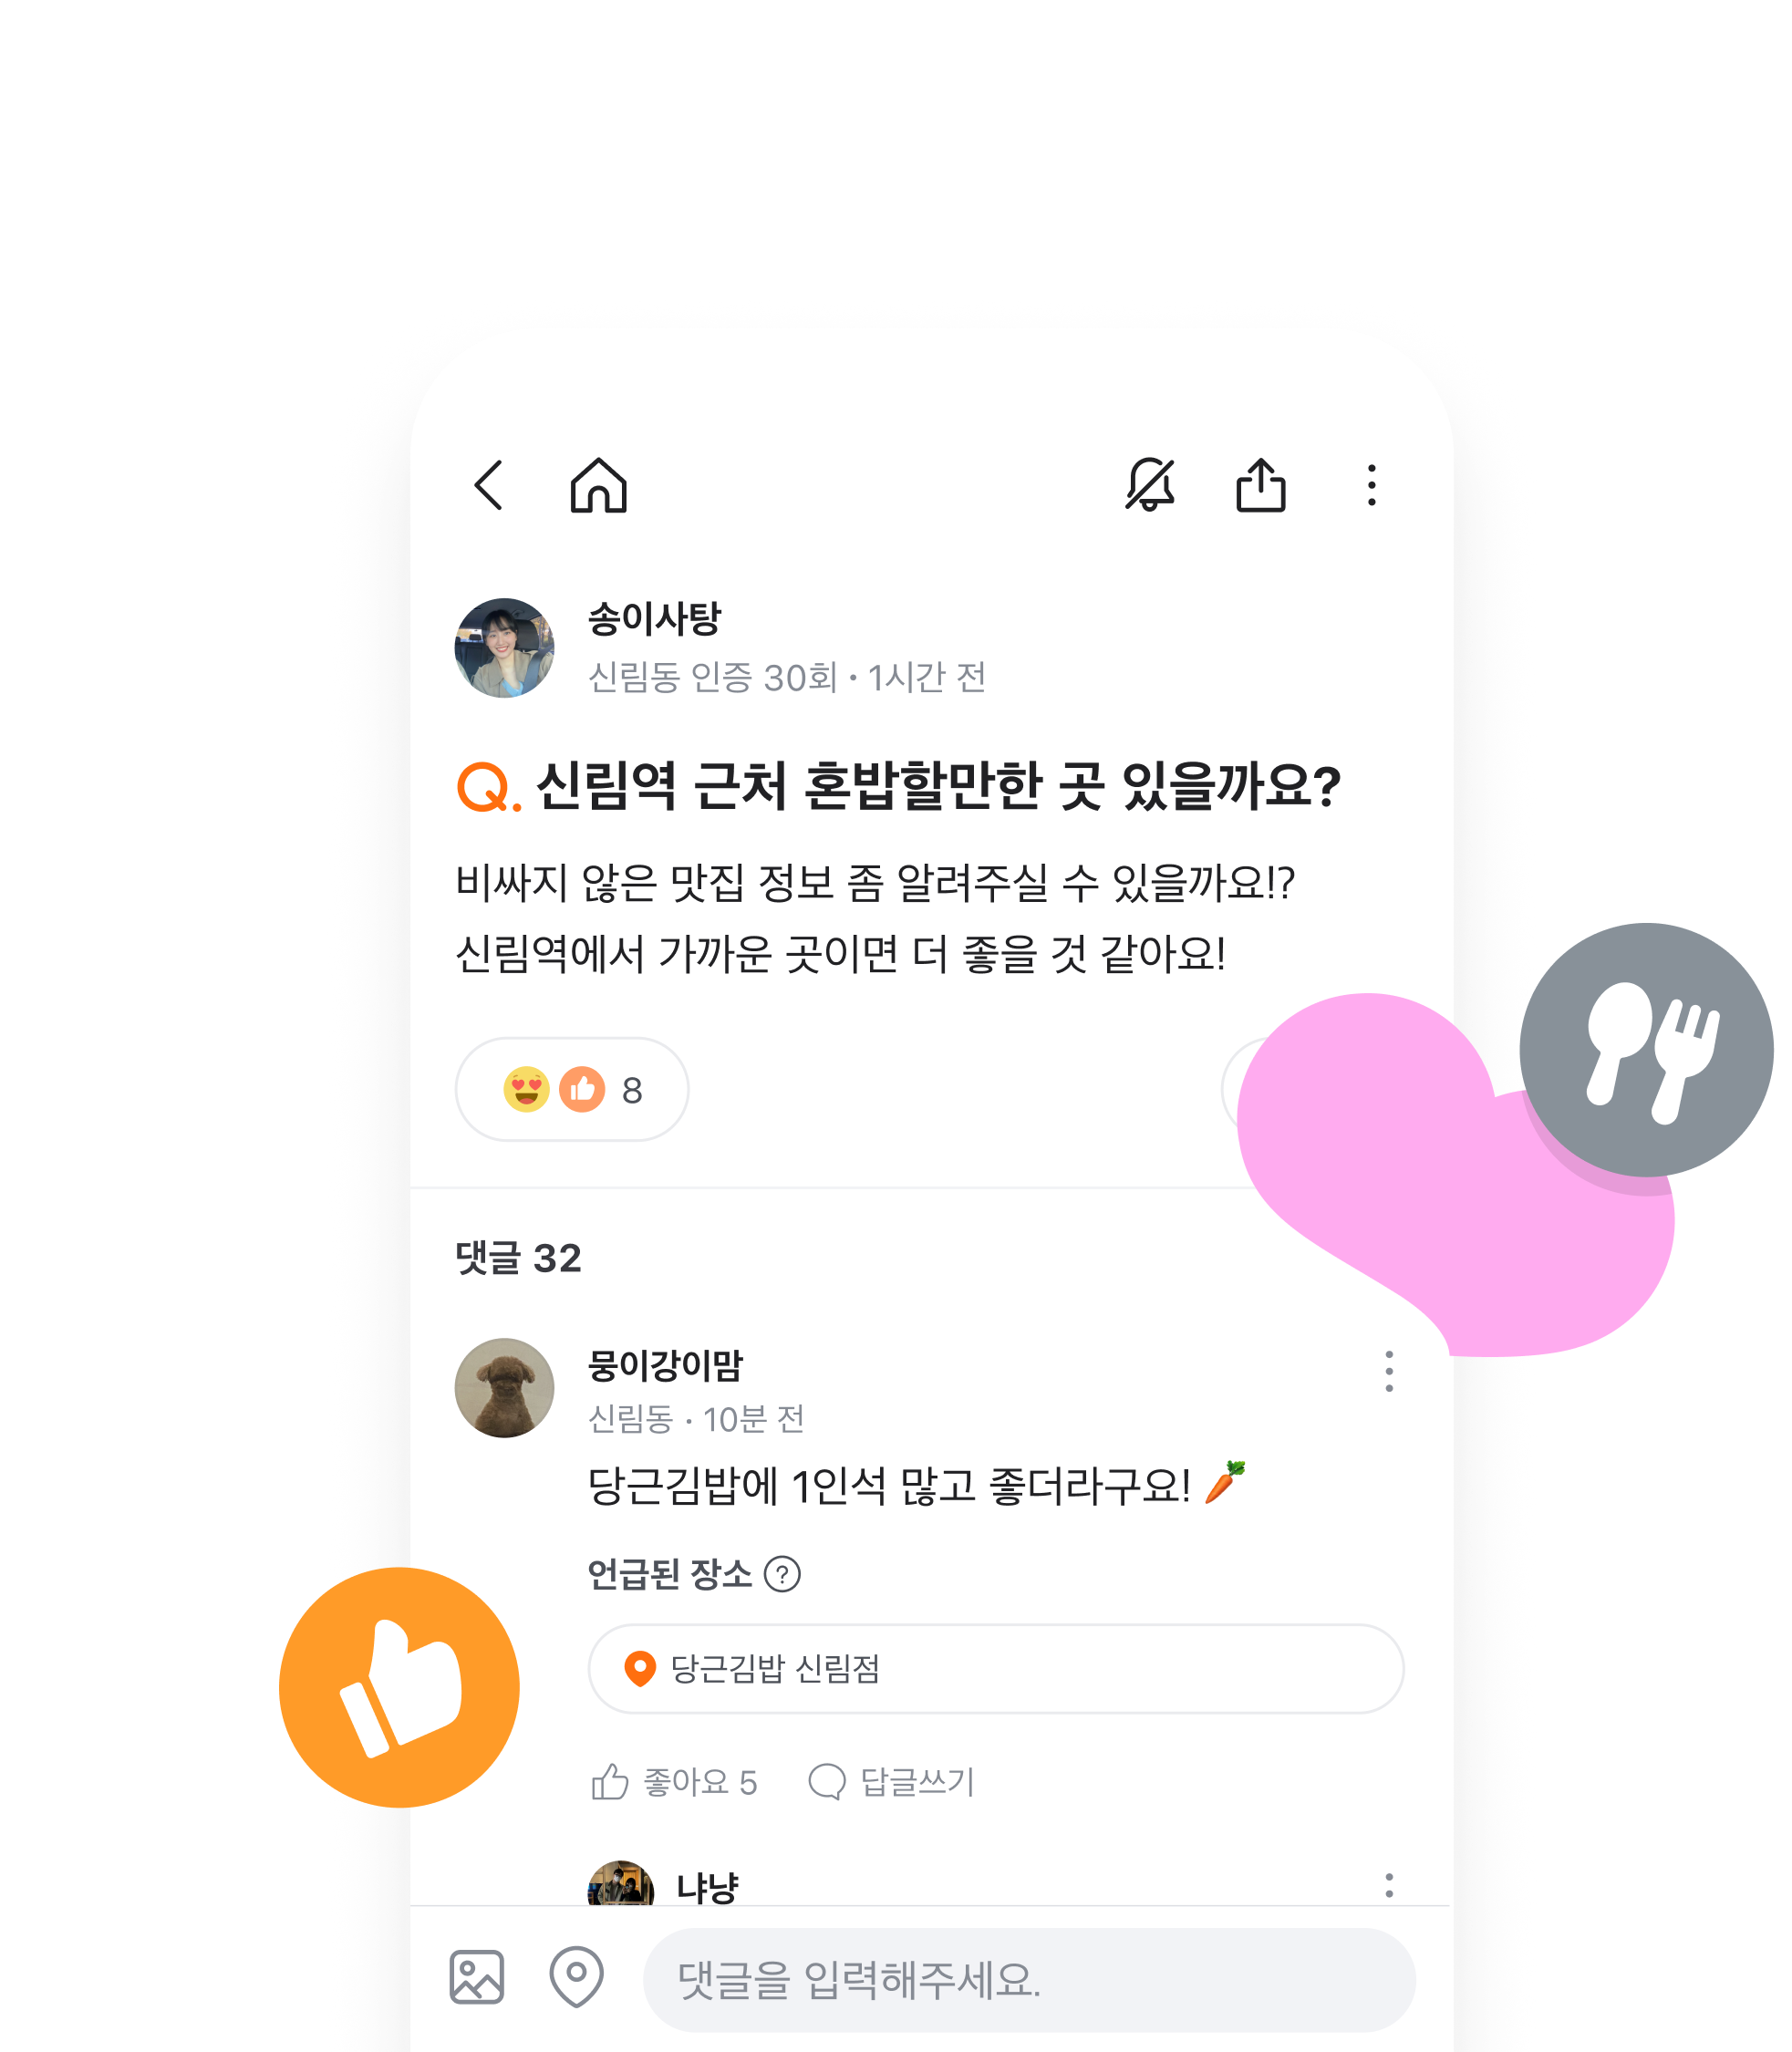 송이사탕
신림동 인증 30회 • 1시간 전
Q. 신림역 근처 혼밥할만한 곳 있을까요?
비싸지 않은 맛집 정보 좀 알려주실 수 있을까요!?
신림역에서 가까운 곳이면 더 좋을 것 같아요!
8
댓글 32
뭉이강이맘
신림동 · 10분 전
당근김밥에 1인석 많고 좋더라구요! 🥕
언급된 장소 ?
당근김밥 신림점
좋아요 5 답글쓰기
냐냥
댓글을 입력해주세요.